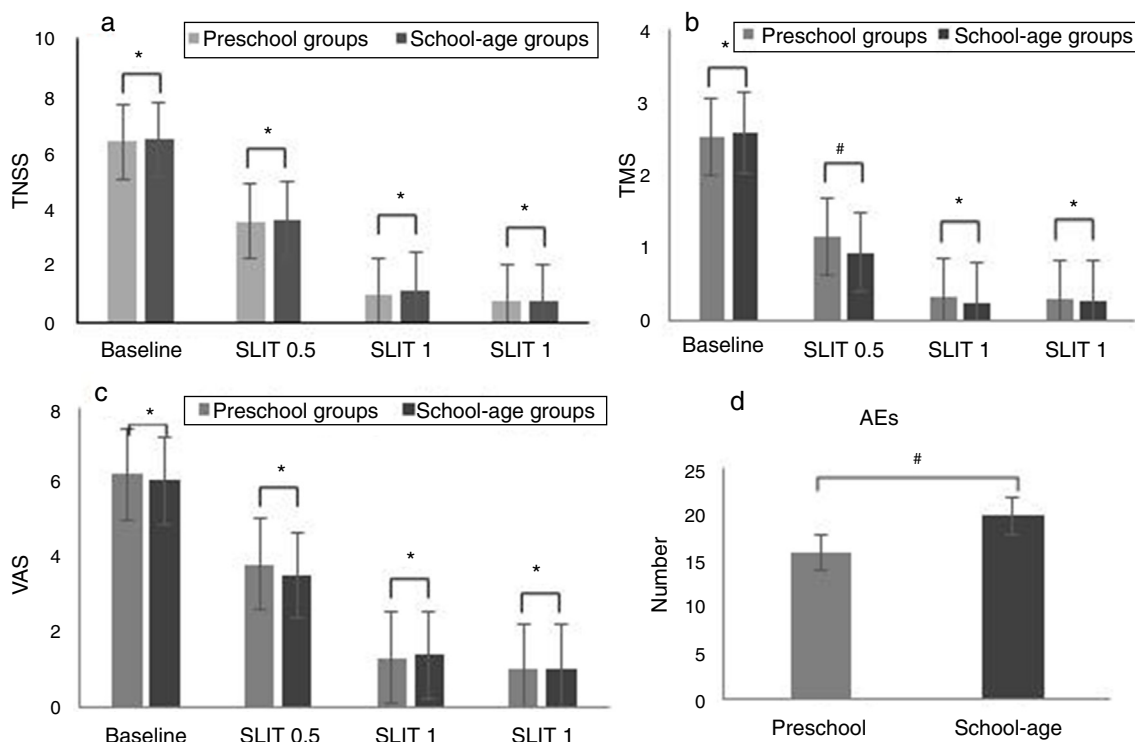 a
10
8
6
4
2
0
TNSS
Preschool groups School-age groups
*
*
*
*
Baseline SLIT 0.5 SLIT 1 SLIT 1
b
4
3
2
1
0
TMS
Preschool groups School-age groups
*
#
*
*
Baseline SLIT 0.5 SLIT 1 SLIT 1
c
8
6
4
2
0
VAS
Preschool groups School-age groups
*
*
*
*
Baseline SLIT 0.5 SLIT 1 SLIT 1
d
AEs
25
20
15
10
5
0
Number
#
Preschool School-age